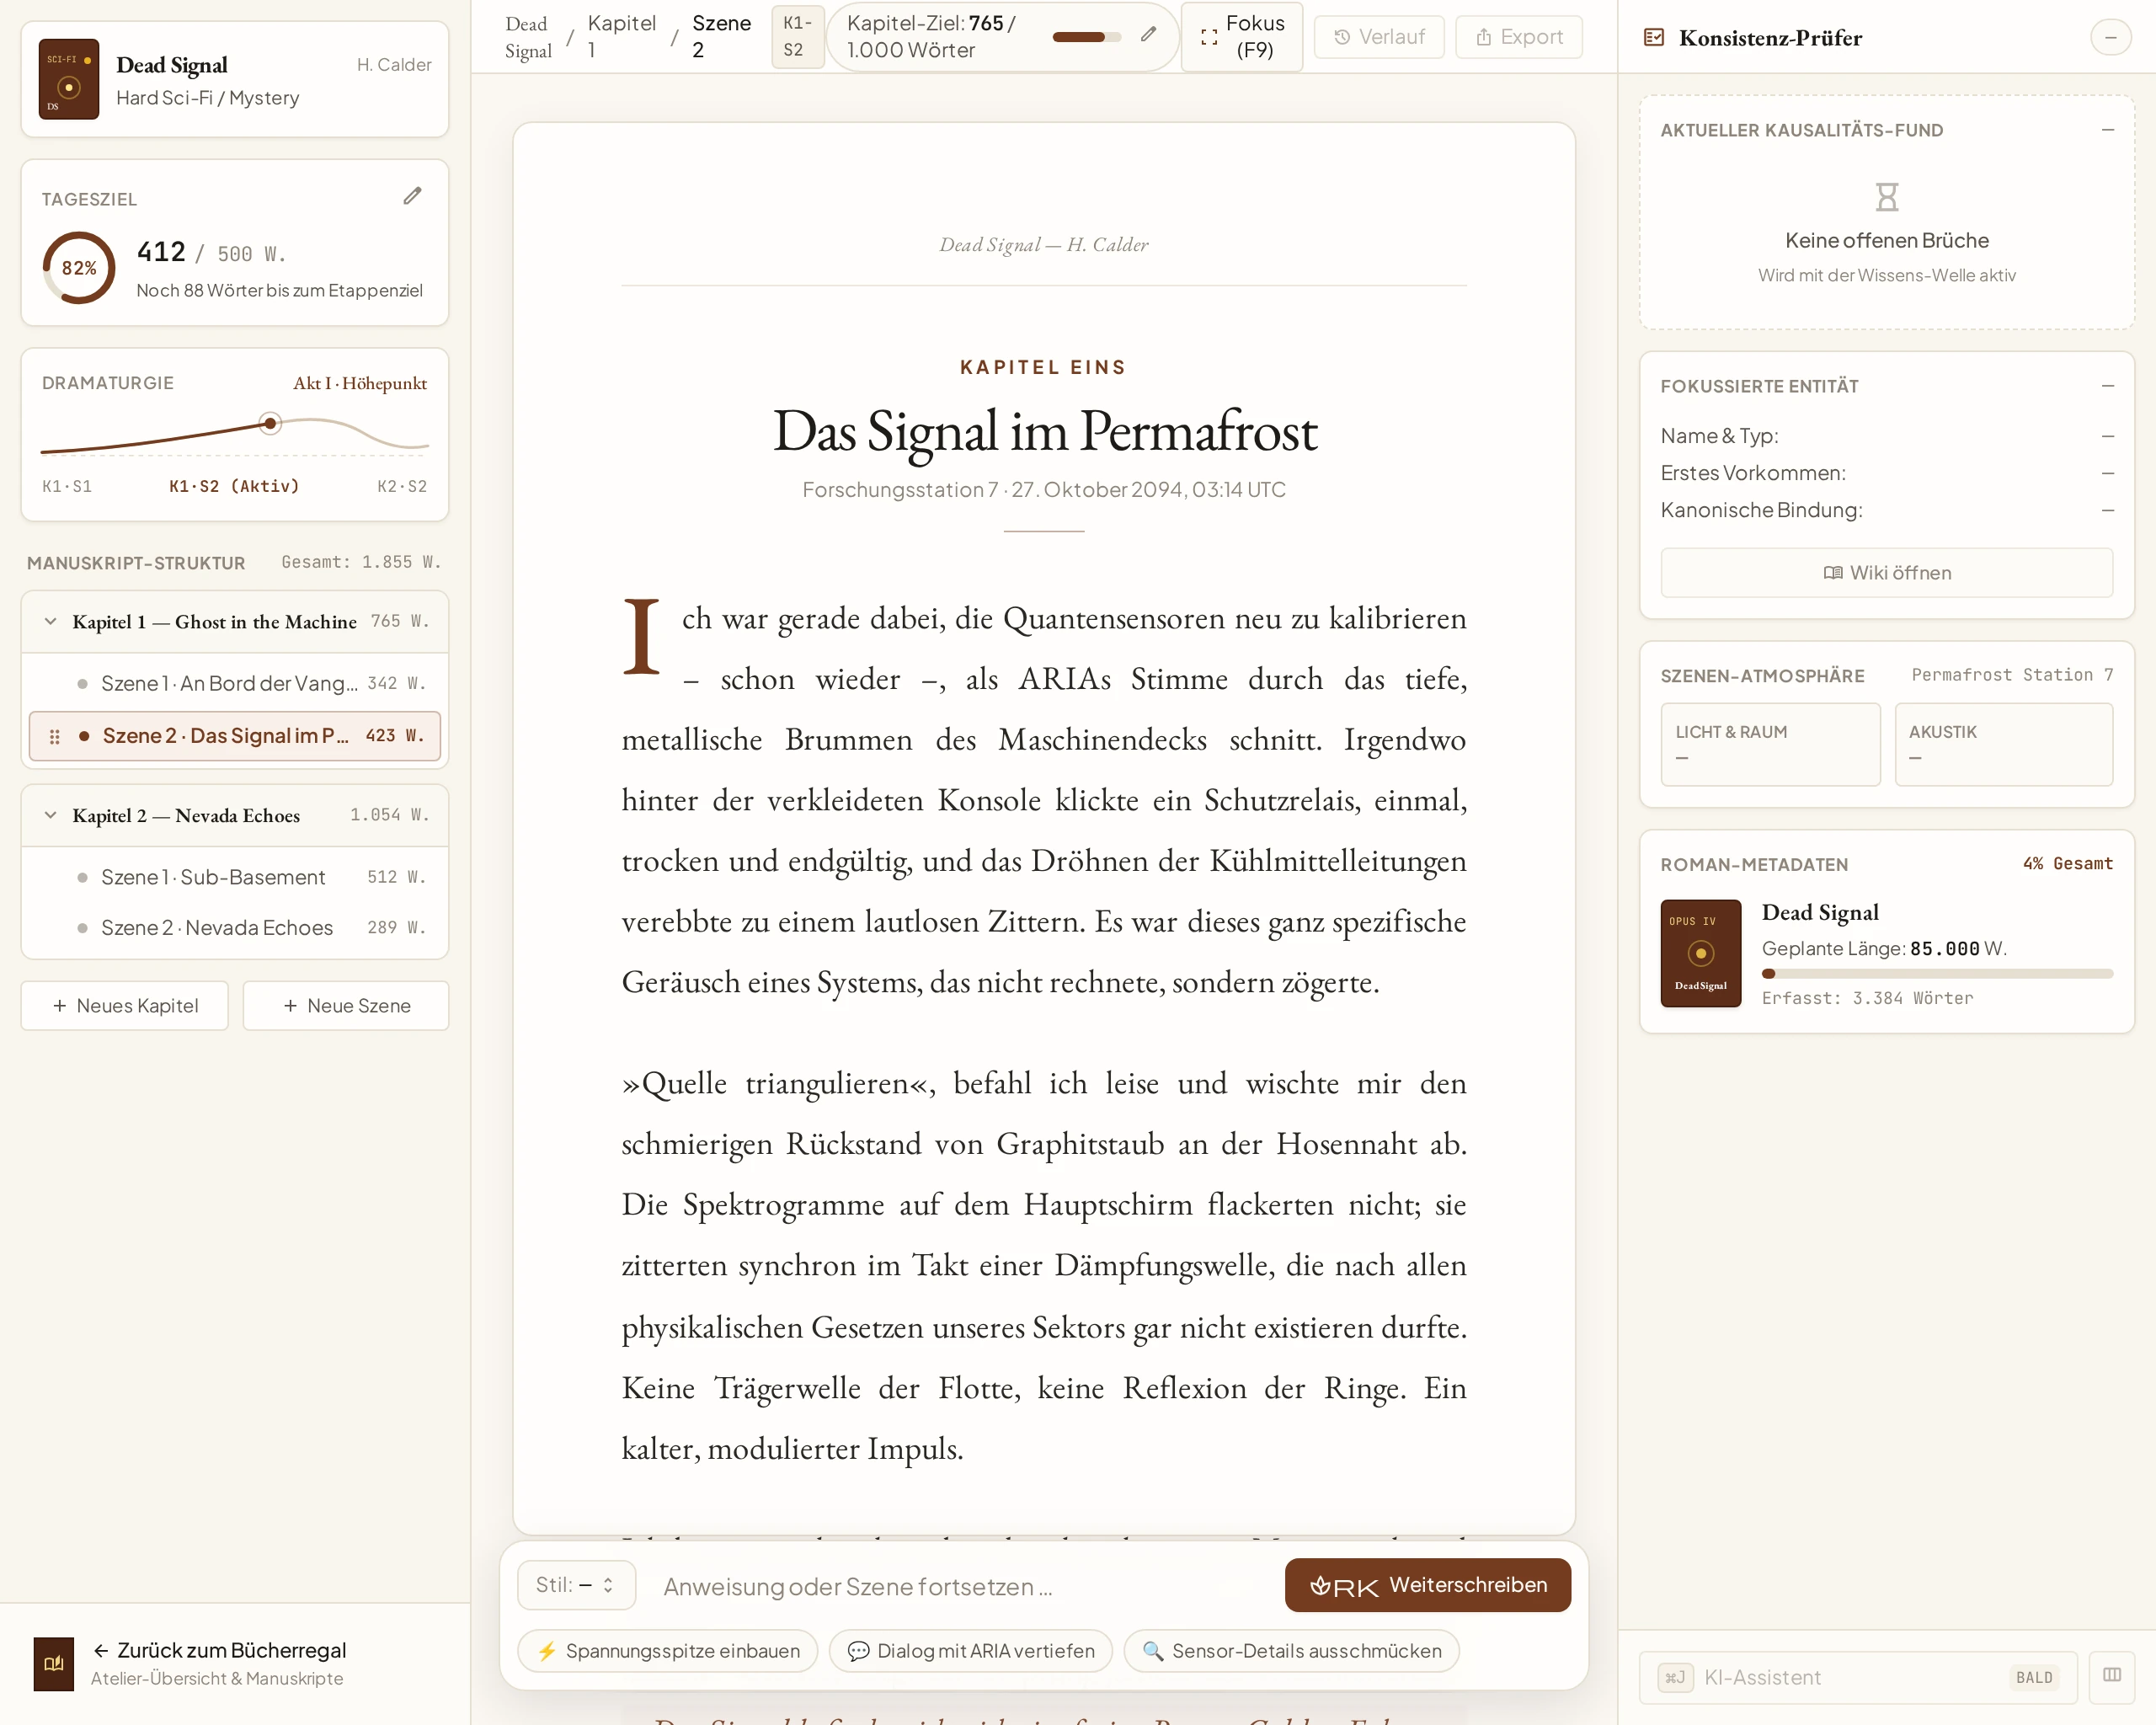 SCI-FI
DS
Dead Signal
H. Calder
Hard Sci-Fi / Mystery
TAGESZIEL
82%
412 / 500 W.
Noch 88 Wörter bis zum Etappenziel
DRAMATURGIE
Akt I · Höhepunkt
K1·S1
K1·S2 (Aktiv)
K2·S2
MANUSKRIPT-STRUKTUR
Gesamt: 1.855 W.
Kapitel 1 — Ghost in the Machine
765 W.
Szene 1 · An Bord der Vang...
342 W.
Szene 2 · Das Signal im P...
423 W.
Kapitel 2 — Nevada Echoes
1.054 W.
Szene 1 · Sub-Basement
512 W.
Szene 2 · Nevada Echoes
289 W.
+ Neues Kapitel
+ Neue Szene
← Zurück zum Bücherregal
Atelier-Übersicht & Manuskripte
Dead
Signal
/
Kapitel
1
/
Szene
2
K1-
S2
Kapitel-Ziel: 765 /
1.000 Wörter
Fokus
(F9)
Verlauf
Export
Dead Signal — H. Calder
KAPITEL EINS
Das Signal im Permafrost
Forschungsstation 7 · 27. Oktober 2094, 03:14 UTC
Ich war gerade dabei, die Quantensensoren neu zu kalibrieren
– schon wieder –, als ARIAs Stimme durch das tiefe,
metallische Brummen des Maschinendecks schnitt. Irgendwo
hinter der verkleideten Konsole klickte ein Schutzrelais, einmal,
trocken und endgültig, und das Dröhnen der Kühlmittelleitungen
verebbte zu einem lautlosen Zittern. Es war dieses ganz spezifische
Geräusch eines Systems, das nicht rechnete, sondern zögerte.
»Quelle triangulieren«, befahl ich leise und wischte mir den
schmierigen Rückstand von Graphitstaub an der Hosennaht ab.
Die Spektrogramme auf dem Hauptschirm flackerten nicht; sie
zitterten synchron im Takt einer Dämpfungswelle, die nach allen
physikalischen Gesetzen unseres Sektors gar nicht existieren durfte.
Keine Trägerwelle der Flotte, keine Reflexion der Ringe. Ein
kalter, modulierter Impuls.
Stil: –
Anweisung oder Szene fortsetzen ...
RK Weiterschreiben
⚡ Spannungsspitze einbauen
💬 Dialog mit ARIA vertiefen
🔍 Sensor-Details ausschmücken
Konsistenz-Prüfer
–
AKTUELLER KAUSALITÄTS-FUND
–
Keine offenen Brüche
Wird mit der Wissens-Welle aktiv
FOKUSSIERTE ENTITÄT
–
Name & Typ:
–
Erstes Vorkommen:
–
Kanonische Bindung:
–
Wiki öffnen
SZENEN-ATMOSPHÄRE
Permafrost Station 7
LICHT & RAUM
–
AKUSTIK
–
ROMAN-METADATEN
4% Gesamt
OPUS IV
Dead Signal
Dead Signal
Geplante Länge: 85.000 W.
Erfasst: 3.384 Wörter
⌘J
KI-Assistent
BALD